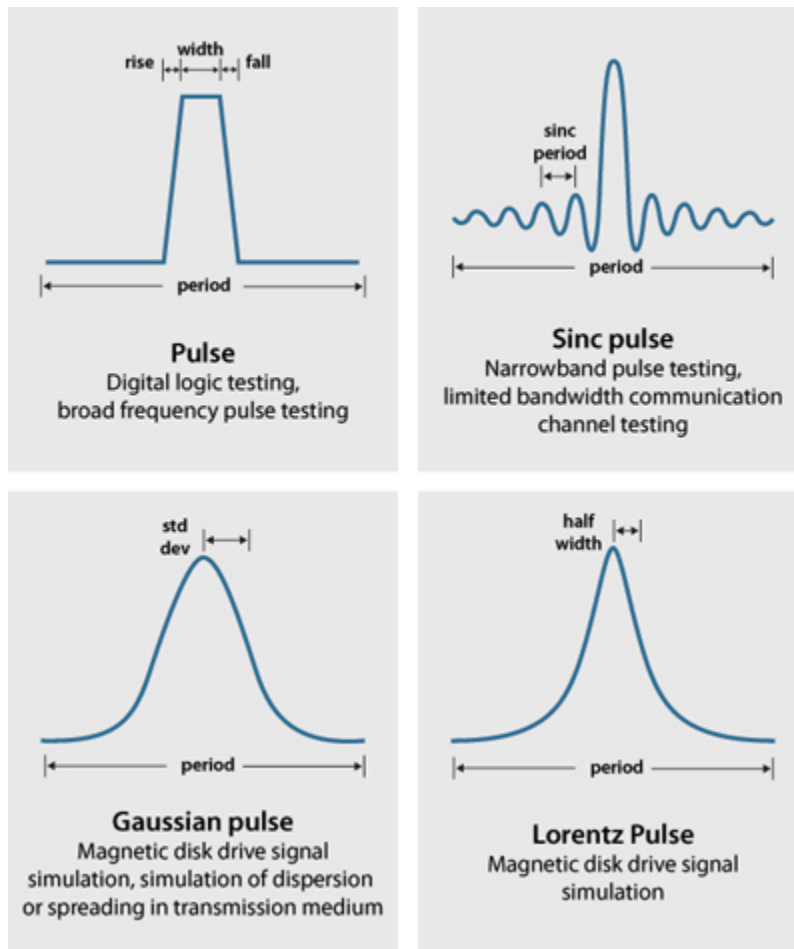 width
rise
fall
period
Pulse
Digital logic testing,
broad frequency pulse testing
sinc
period
period
Sinc pulse
Narrowband pulse testing,
limited bandwidth communication
channel testing
std
dev
period
Gaussian pulse
Magnetic disk drive signal
simulation, simulation of dispersion
or spreading in transmission medium
half
width
period
Lorentz Pulse
Magnetic disk drive signal
simulation